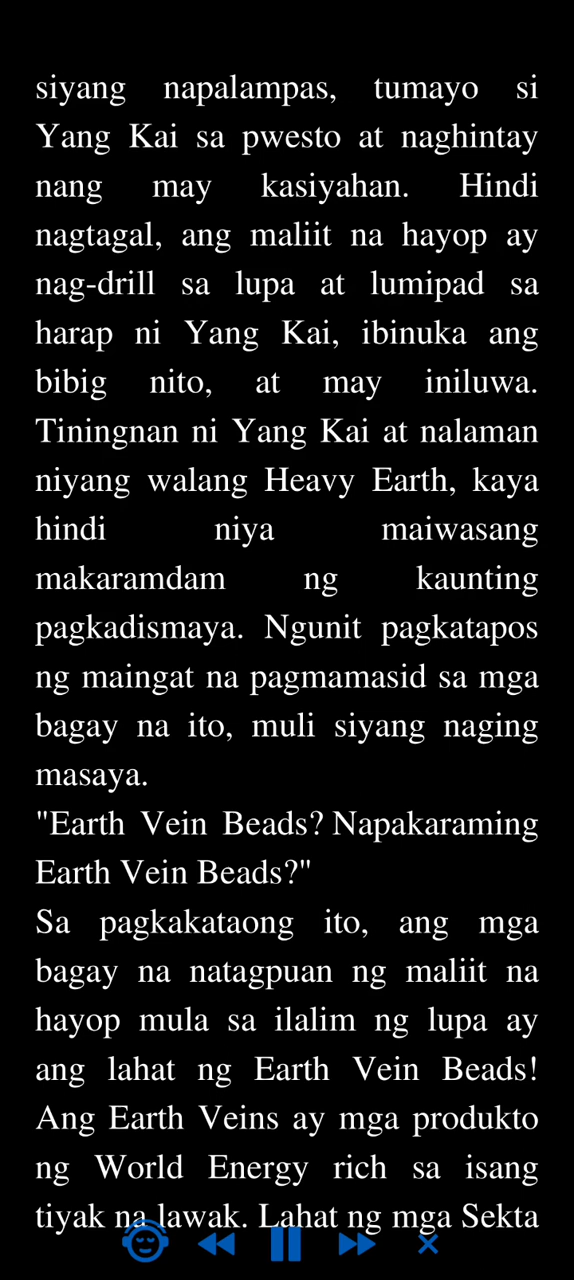 siyang napalampas, tumayo si
Yang Kai sa pwesto at naghintay
nang may kasiyahan. Hindi
nagtagal, ang maliit na hayop ay
nag-drill sa lupa at lumipad sa
harap ni Yang Kai, ibinuka ang
bibig nito, at may iniluwa.
Tiningnan ni Yang Kai at nalaman
niyang walang Heavy Earth, kaya
hindi niya maiwasang
makaramdam ng kaunting
pagkadismaya. Ngunit pagkatapos
ng maingat na pagmamasid sa mga
bagay na ito, muli siyang naging
masaya.
"Earth Vein Beads? Napakaraming
Earth Vein Beads?"
Sa pagkakataong ito, ang mga
bagay na natagpuan ng maliit na
hayop mula sa ilalim ng lupa ay
ang lahat ng Earth Vein Beads!
Ang Earth Veins ay mga produkto
ng World Energy rich sa isang
tiyak na lawak. Lahat ng mga Sekta